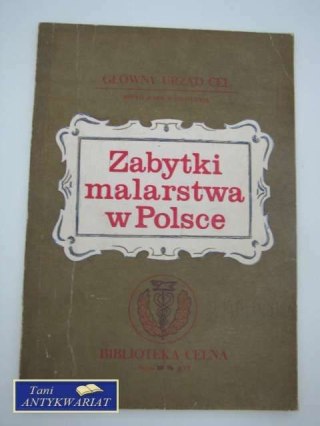 GŁÓWNY URZĄD CEŁ
Zabytki
malarstwa
w Polsce
BIBLIOTEKA CELNA
Tani
ANTYKWARIAT